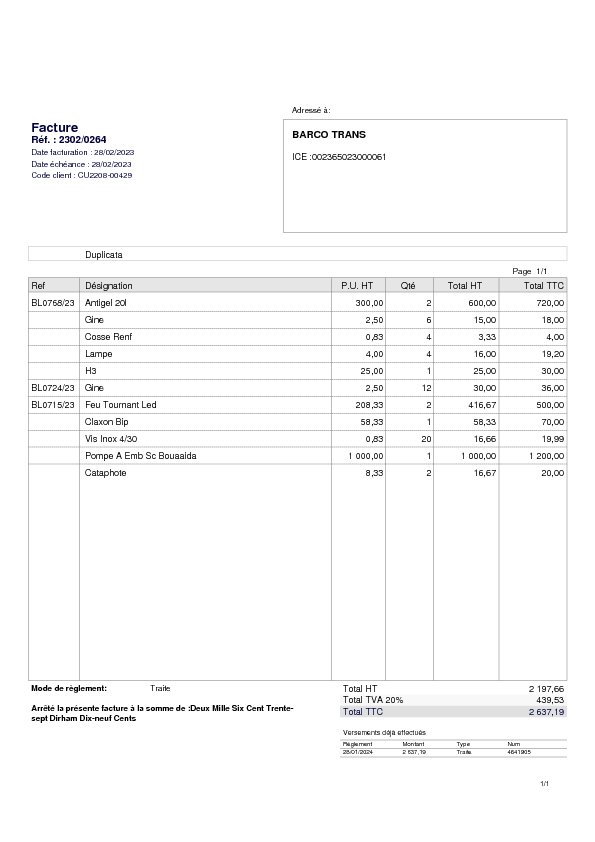 Adressé à:
Facture
Réf. : 2302/0264
Date facturation : 28/02/2023
Date échéance : 28/02/2023
Code client : CU2208-00429
BARCO TRANS
ICE :002365023000061
Duplicata
Page 1/1
Ref Désignation P.U. HT Qté Total HT Total TTC
BL0768/23 Antigel 20l 300,00 2 600,00 720,00
Gine 2,50 6 15,00 18,00
Cosse Renf 0,83 4 3,33 4,00
Lampe 4,00 4 16,00 19,20
H3 25,00 1 25,00 30,00
BL0724/23 Gine 2,50 12 30,00 36,00
BL0715/23 Feu Tournant Led 208,33 2 416,67 500,00
Claxon Bip 58,33 1 58,33 70,00
Vis Inox 4/30 0,83 20 16,66 19,99
Pompe A Emb Sc Bouaaida 1 000,00 1 1 000,00 1 200,00
Cataphote 8,33 2 16,67 20,00
Mode de règlement: Traite
Arrêté la présente facture à la somme de :Deux Mille Six Cent Trente-
sept Dirham Dix-neuf Cents
Total HT 2 197,66
Total TVA 20% 439,53
Total TTC 2 637,19
Versements déjà effectués
Règlement Montant Type Num
28/01/2024 2 637,19 Traite 4641905
1/1